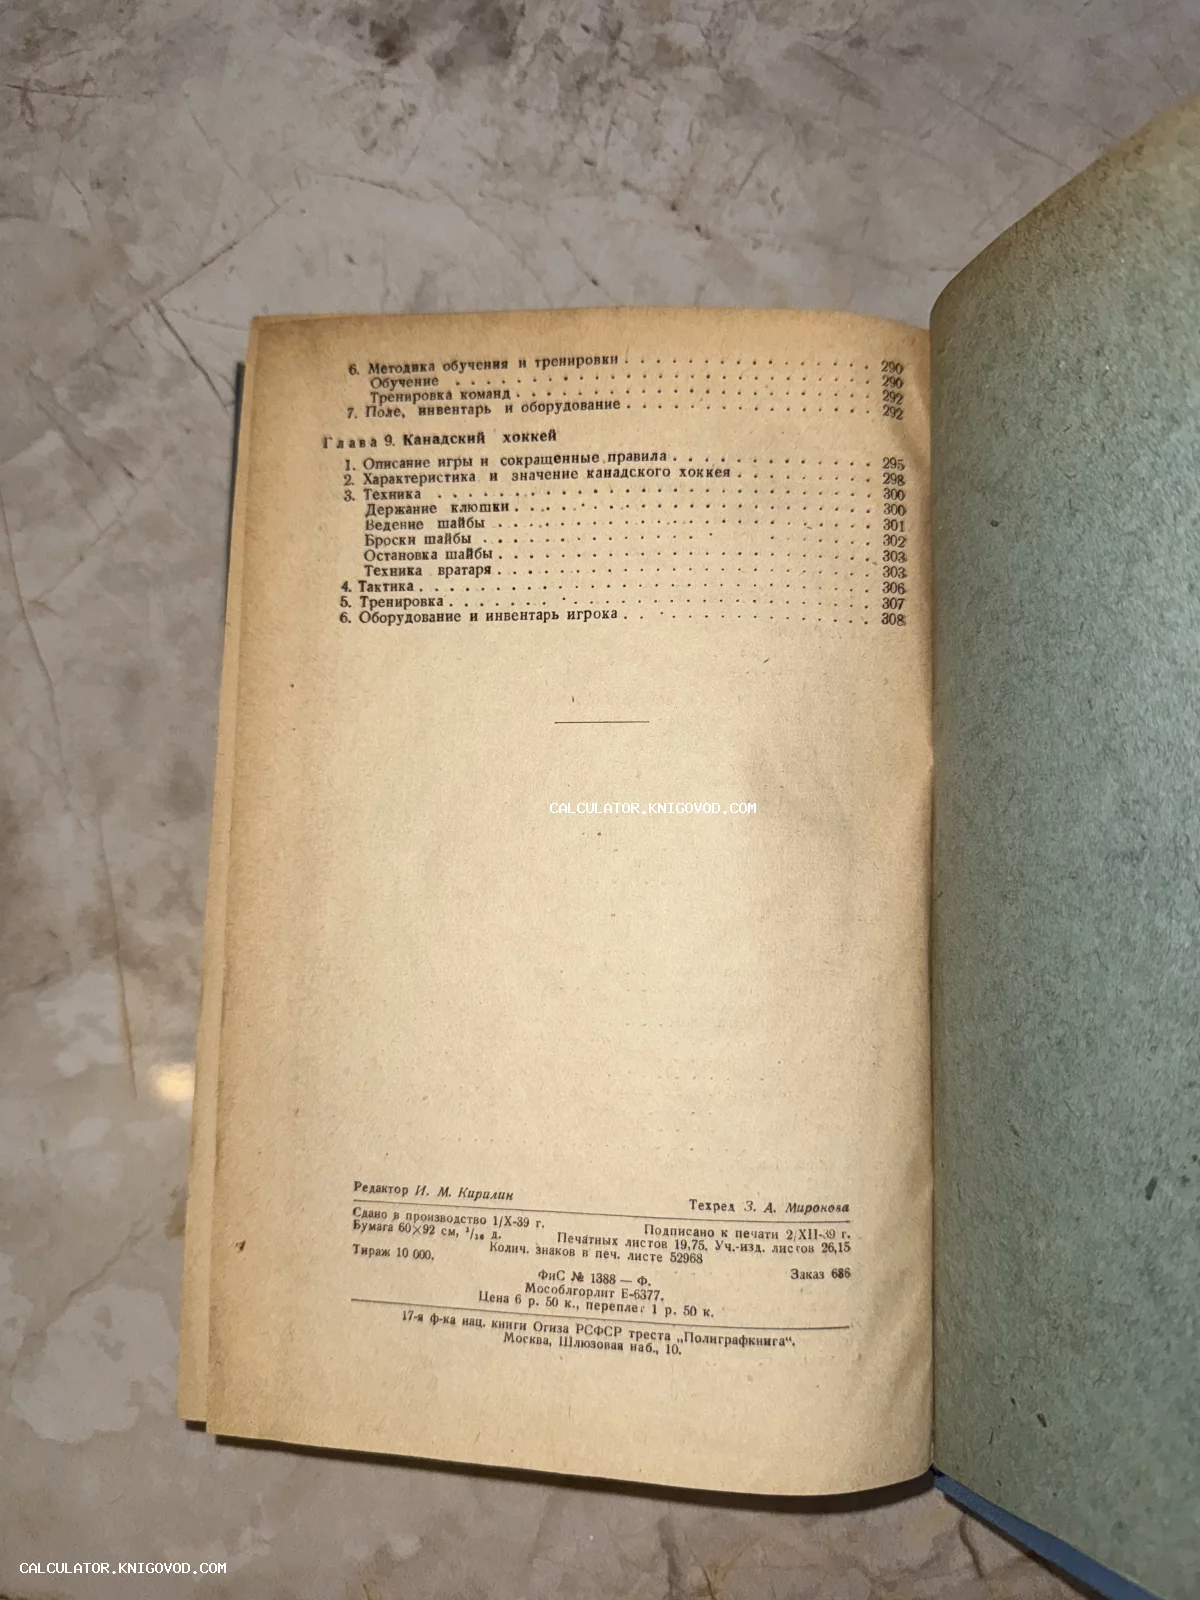 6. Методика обучения и тренировки . . . . . . . . . . . . . . 290
Обучение . . . . . . . . . . . . . . . . . . . . . . . 290
Тренировка команд . . . . . . . . . . . . . . . . . . . . 292
7. Поле, инвентарь и оборудование . . . . . . . . . . . . . . 292
Глава 9. Канадский хоккей
1. Описание игры и сокращенные правила . . . . . . . . . . . . 295
2. Характеристика и значение канадского хоккея . . . . . . . . 298
3. Техника . . . . . . . . . . . . . . . . . . . . . . . . 300
Держание клюшки . . . . . . . . . . . . . . . . . . . . . 300
Ведение шайбы . . . . . . . . . . . . . . . . . . . . . . 301
Броски шайбы . . . . . . . . . . . . . . . . . . . . . . 302
Остановка шайбы . . . . . . . . . . . . . . . . . . . . . 303
Техника вратаря . . . . . . . . . . . . . . . . . . . . . 303
4. Тактика . . . . . . . . . . . . . . . . . . . . . . . . 306
5. Тренировка . . . . . . . . . . . . . . . . . . . . . . . 307
6. Оборудование и инвентарь игрока . . . . . . . . . . . . . . 308
CALCULATOR.KNIGOVOD.COM
Редактор И. М. Кирилин
Техред З. А. Миронова
Сдано в производство 1/X-39 г. Подписано к печати 2/XII-39 г.
Бумага 60×92 см, 1/16 д. Печатных листов 19,75. Уч.-изд. листов 26,15
Тираж 10 000. Колич. знаков в печ. листе 52968
ФиС № 1388 — Ф. Заказ 686
Мособлгорлит Е-6377.
Цена 6 р. 50 к., переплет 1 р. 50 к.
17-я ф-ка нац. книги Огиза РСФСР треста „Полиграфкнига“.
Москва, Шлюзовая наб., 10.
CALCULATOR.KNIGOVOD.COM